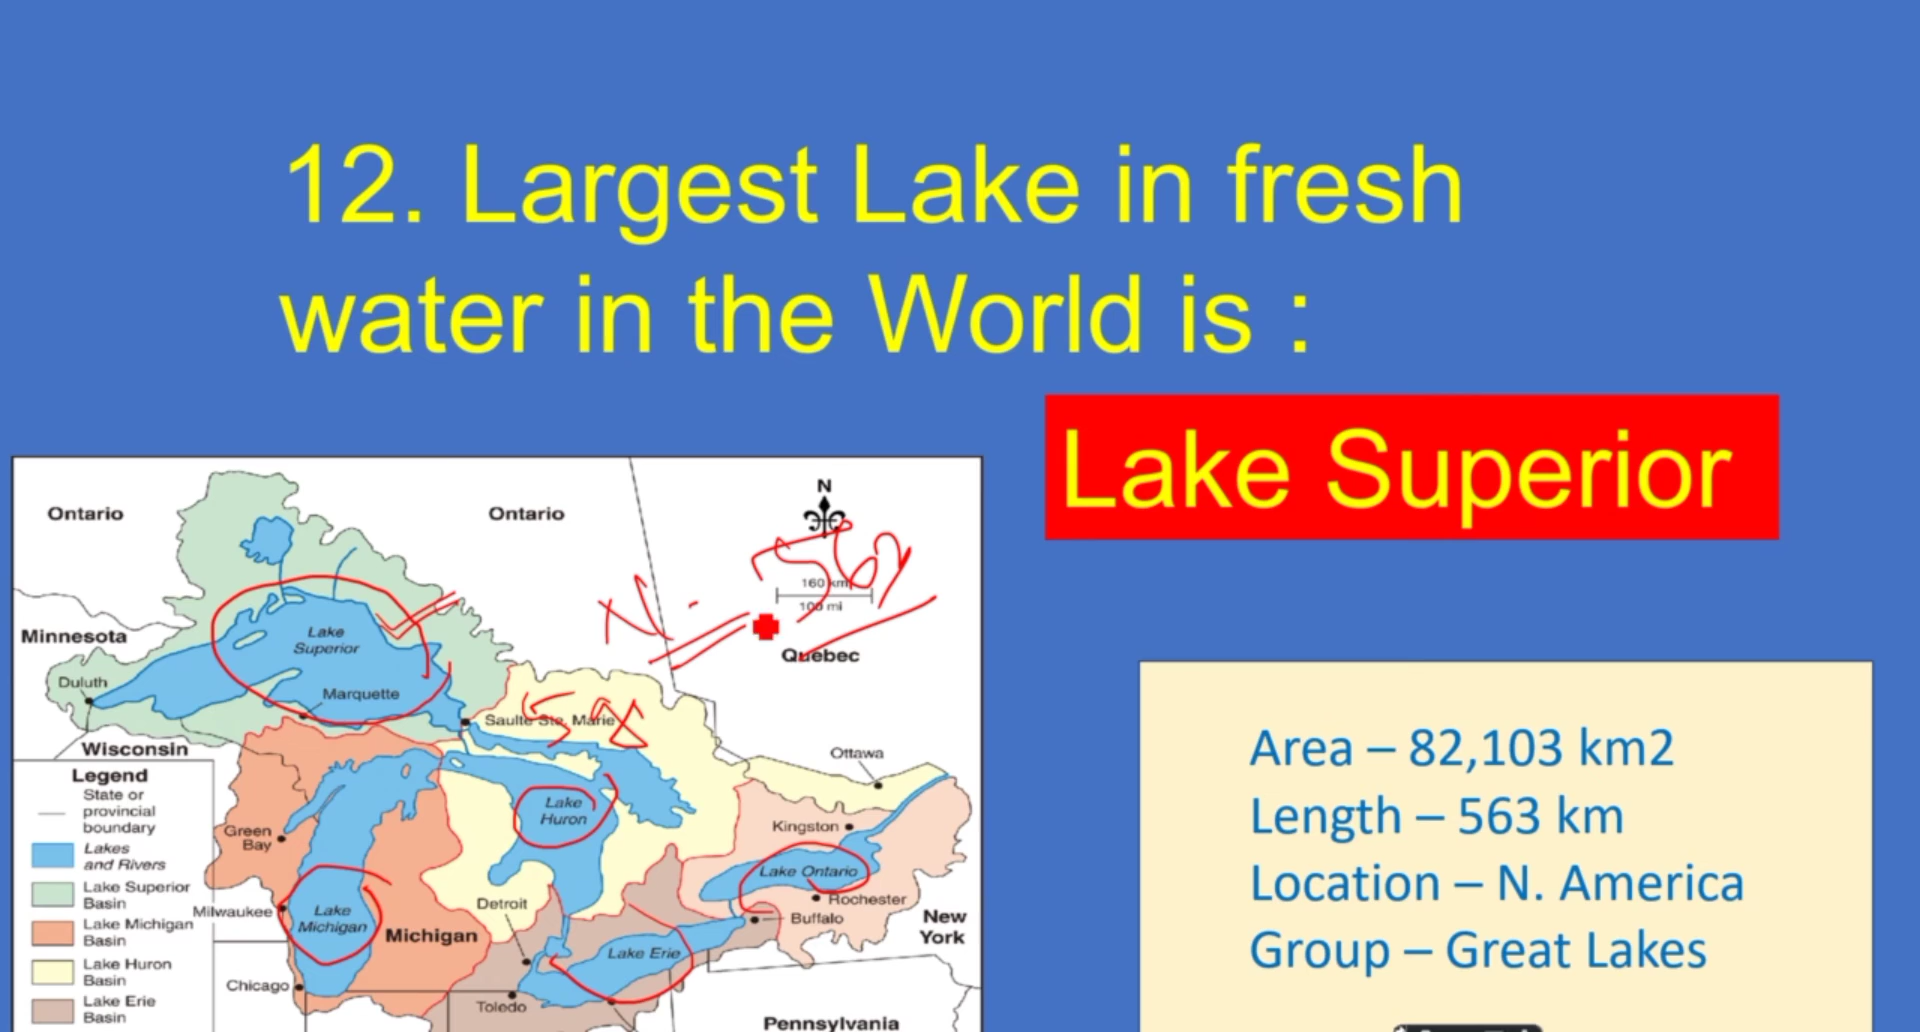 12. Largest Lake in fresh
water in the World is :
Lake Superior
Ontario
Ontario
N
562
160 km
100 mi
Quebec
Minnesota
Lake
Superior
Duluth
Marquette
Saulte Ste. Marie
Wisconsin
Ottawa
Legend
State or
provincial
boundary
Lakes
and Rivers
Lake Superior
Basin
Lake Michigan
Basin
Lake Huron
Basin
Lake Erie
Basin
Green
Bay
Lake
Huron
Kingston
Lake Ontario
Rochester
Milwaukee
Lake
Michigan
Michigan
Detroit
Buffalo
New
York
Lake Erie
Chicago
Toledo
Pennsylvania
Area – 82,103 km2
Length – 563 km
Location – N. America
Group – Great Lakes